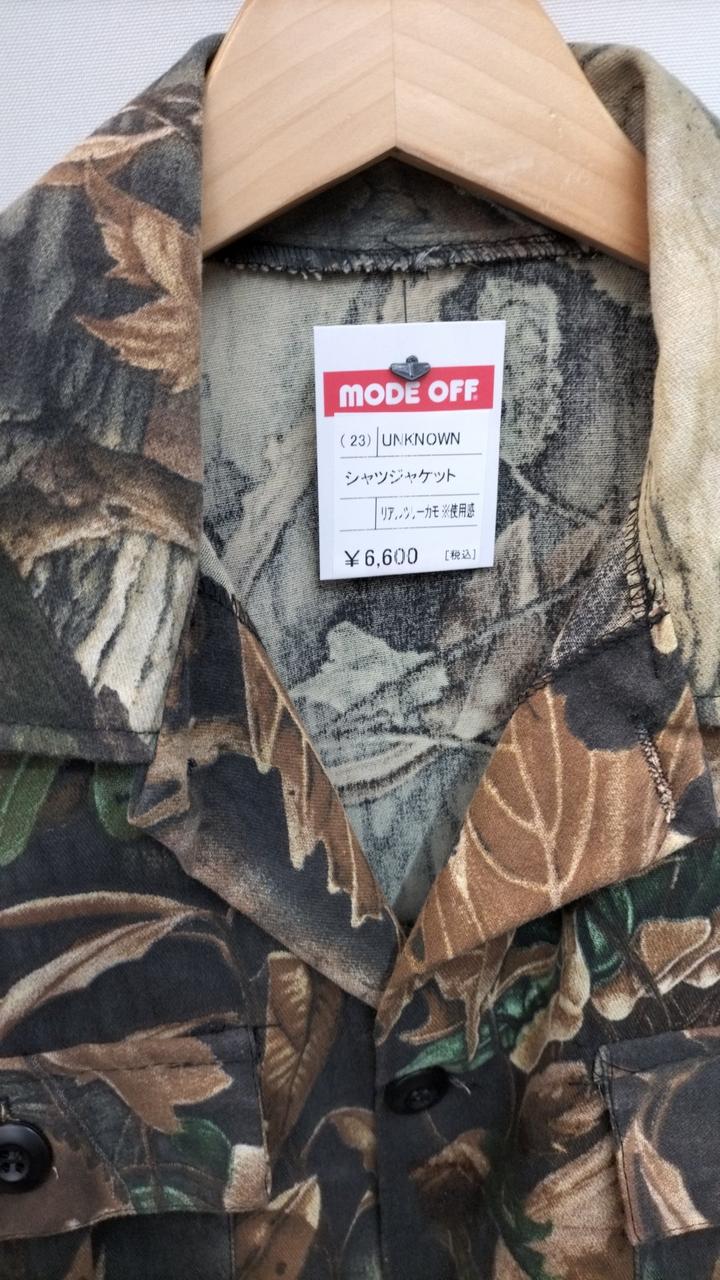 MODE OFF
(23) UNKNOWN
シャツジャケット
リアルツリーカモ ※使用感
¥6,600 [税込]